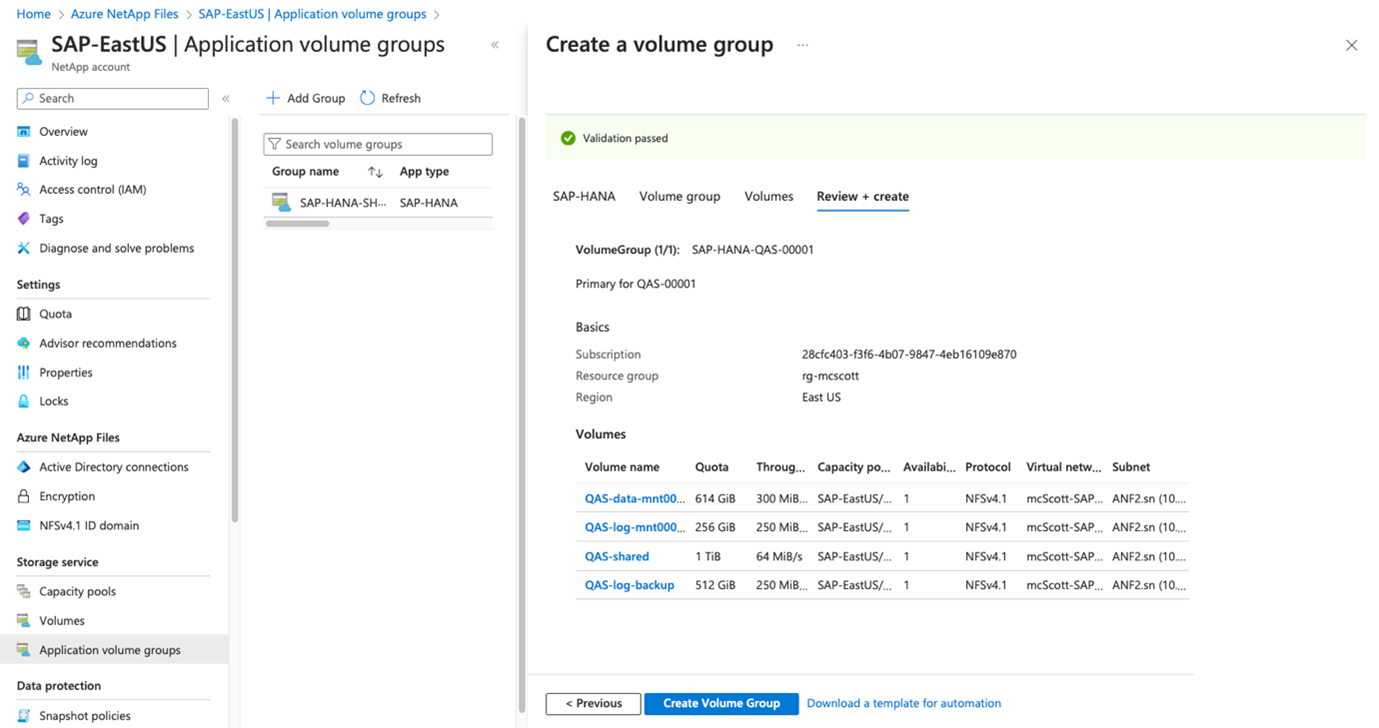 Home > Azure NetApp Files > SAP-EastUS | Application volume groups >
SAP-EastUS | Application volume groups
NetApp account
Search
Overview
Activity log
Access control (IAM)
Tags
Diagnose and solve problems
Settings
Quota
Advisor recommendations
Properties
Locks
Azure NetApp Files
Active Directory connections
Encryption
NFSv4.1 ID domain
Storage service
Capacity pools
Volumes
Application volume groups
Data protection
Snapshot policies
+ Add Group Refresh
Search volume groups
Group name ↑↓ App type
SAP-HANA-SH... SAP-HANA
Create a volume group ...
Validation passed
SAP-HANA Volume group Volumes Review + create
VolumeGroup (1/1): SAP-HANA-QAS-00001
Primary for QAS-00001
Basics
Subscription 28cfc403-f3f6-4b07-9847-4eb16109e870
Resource group rg-mcscott
Region East US
Volumes
Volume name Quota Throug... Capacity po... Availabi... Protocol Virtual netw... Subnet
QAS-data-mnt00... 614 GiB 300 MiB... SAP-EastUS/... 1 NFSv4.1 mcScott-SAP... ANF2.sn (10....
QAS-log-mnt000... 256 GiB 250 MiB... SAP-EastUS/... 1 NFSv4.1 mcScott-SAP... ANF2.sn (10....
QAS-shared 1 TiB 64 MiB/s SAP-EastUS/... 1 NFSv4.1 mcScott-SAP... ANF2.sn (10....
QAS-log-backup 512 GiB 250 MiB... SAP-EastUS/... 1 NFSv4.1 mcScott-SAP... ANF2.sn (10....
< Previous Create Volume Group Download a template for automation